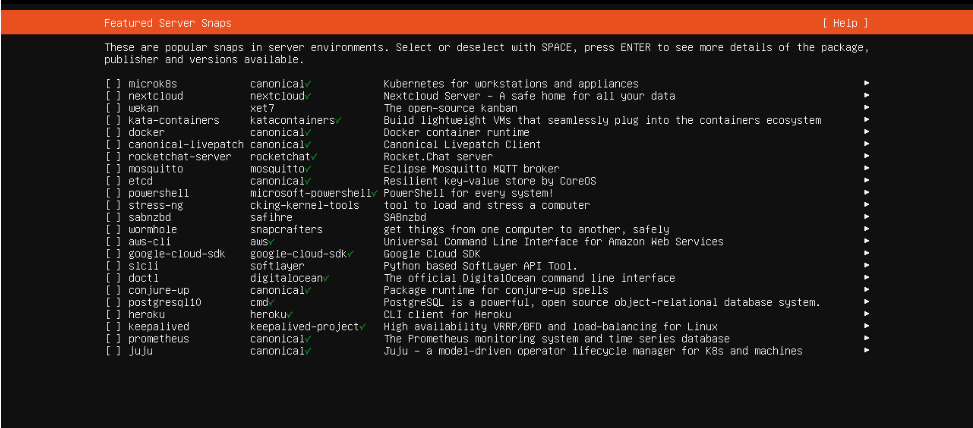 Featured Server Snaps [ Help ]
These are popular snaps in server environments. Select or deselect with SPACE, press ENTER to see more details of the package,
publisher and versions available.
[ ] microk8s canonical✓ Kubernetes for workstations and appliances ▸
[ ] nextcloud nextcloud✓ Nextcloud Server - A safe home for all your data ▸
[ ] wekan xet7 The open-source kanban ▸
[ ] kata-containers katacontainers✓ Build lightweight VMs that seamlessly plug into the containers ecosystem ▸
[ ] docker canonical✓ Docker container runtime ▸
[ ] canonical-livepatch canonical✓ Canonical Livepatch Client ▸
[ ] rocketchat-server rocketchat✓ Rocket.Chat server ▸
[ ] mosquitto mosquitto✓ Eclipse Mosquitto MQTT broker ▸
[ ] etcd canonical✓ Resilient key-value store by CoreOS ▸
[ ] powershell microsoft-powershell✓ PowerShell for every system! ▸
[ ] stress-ng cking-kernel-tools tool to load and stress a computer ▸
[ ] sabnzbd safihre SABnzbd ▸
[ ] wormhole snapcrafters get things from one computer to another, safely ▸
[ ] aws-cli aws✓ Universal Command Line Interface for Amazon Web Services ▸
[ ] google-cloud-sdk google-cloud-sdk✓ Google Cloud SDK ▸
[ ] slcli softlayer Python based SoftLayer API Tool. ▸
[ ] doctl digitalocean✓ The official DigitalOcean command line interface ▸
[ ] conjure-up canonical✓ Package runtime for conjure-up spells ▸
[ ] postgresql10 cmd✓ PostgreSQL is a powerful, open source object-relational database system. ▸
[ ] heroku heroku✓ CLI client for Heroku ▸
[ ] keepalived keepalived-project✓ High availability VRRP/BFD and load-balancing for Linux ▸
[ ] prometheus canonical✓ The Prometheus monitoring system and time series database ▸
[ ] juju canonical✓ Juju - a model-driven operator lifecycle manager for K8s and machines ▸